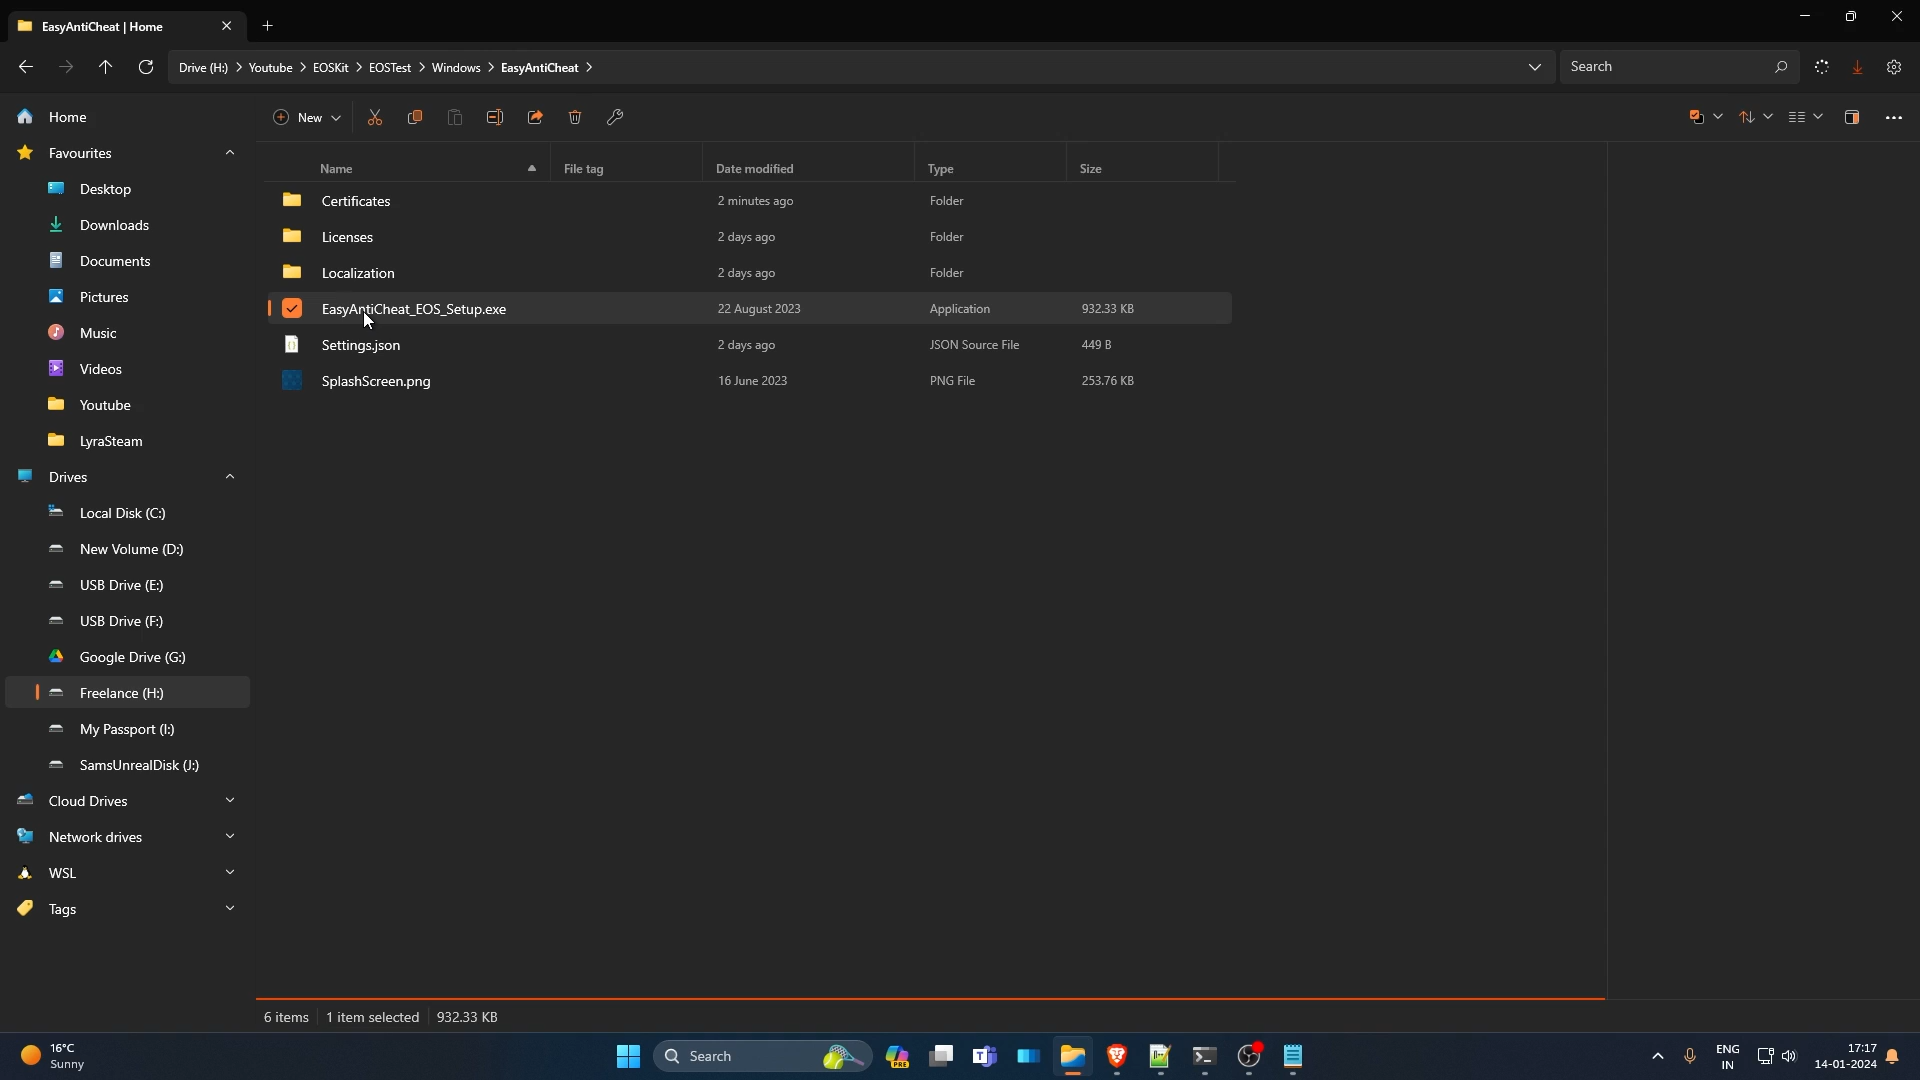 EasyAntiCheat | Home
Drive (H:) > Youtube > EOSKit > EOSTest > Windows > EasyAntiCheat >
Search
Home
Favourites
Desktop
Downloads
Documents
Pictures
Music
Videos
Youtube
LyraSteam
Drives
Local Disk (C:)
New Volume (D:)
USB Drive (E:)
USB Drive (F:)
Google Drive (G:)
Freelance (H:)
My Passport (I:)
SamsUnrealDisk (J:)
Cloud Drives
Network drives
WSL
Tags
New
Name File tag Date modified Type Size
Certificates 2 minutes ago Folder
Licenses 2 days ago Folder
Localization 2 days ago Folder
EasyAntiCheat_EOS_Setup.exe 22 August 2023 Application 932.33 KB
Settings.json 2 days ago JSON Source File 449 B
SplashScreen.png 16 June 2023 PNG File 253.76 KB
6 items 1 item selected 932.33 KB
16°C
Sunny
Search
PRE
ENG
IN
17:17
14-01-2024